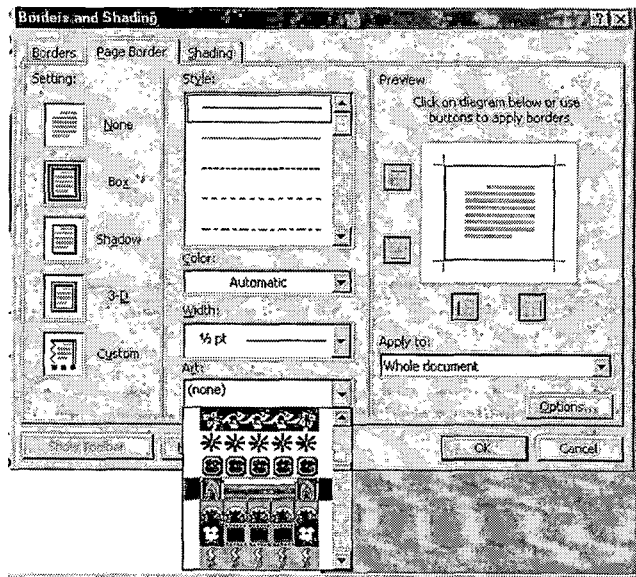 Borders and Shading
Borders
Page Border
Shading
Setting:
None
Box
Shadow
3-D
Custom
Style:
Color:
Automatic
Width:
½ pt
Art:
(none)
Preview
Click on diagram below or use
buttons to apply borders
Apply to:
Whole document
Options...
Show Toolbar
OK
Cancel